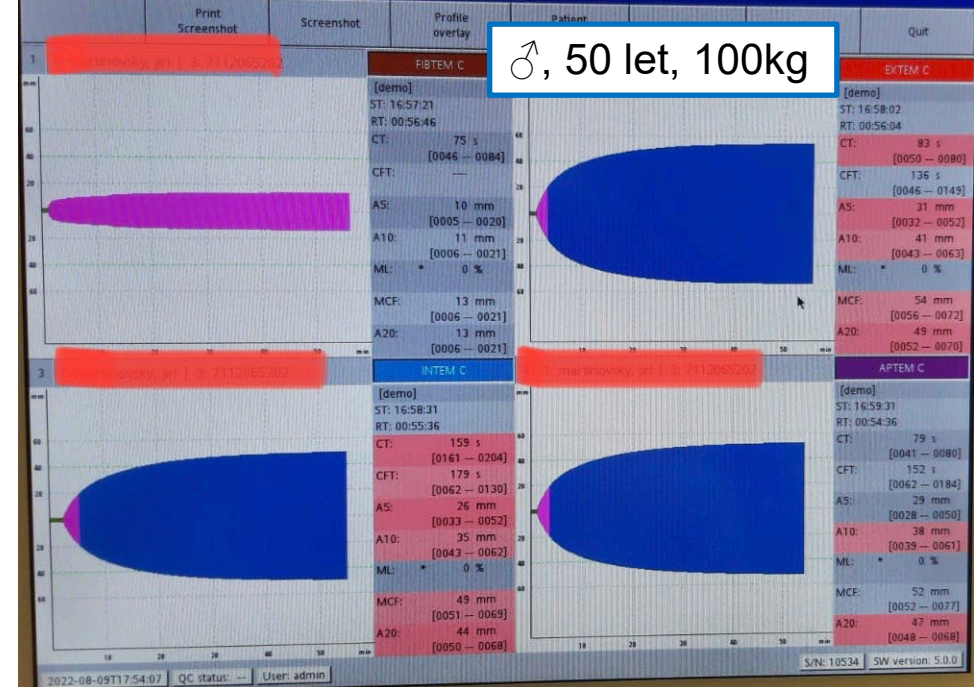 Print
Screenshot
Screenshot
Profile
overlay
Patient
Quit
♂, 50 let, 100kg
1
FIBTEM C
[demo]
ST: 16:57:21
RT: 00:56:46
CT: 75 s
[0046 — 0084]
CFT: ---
A5: 10 mm
[0005 — 0020]
A10: 11 mm
[0006 — 0021]
ML: * 0 %
MCF: 13 mm
[0006 — 0021]
A20: 13 mm
[0006 — 0021]
EXTEM C
[demo]
ST: 16:58:02
RT: 00:56:04
CT: 83 s
[0050 — 0080]
CFT: 136 s
[0046 — 0149]
A5: 31 mm
[0032 — 0052]
A10: 41 mm
[0043 — 0063]
ML: * 0 %
MCF: 54 mm
[0056 — 0072]
A20: 49 mm
[0052 — 0070]
3
INTEM C
[demo]
ST: 16:58:31
RT: 00:55:36
CT: 159 s
[0161 — 0204]
CFT: 179 s
[0062 — 0130]
A5: 26 mm
[0033 — 0052]
A10: 35 mm
[0043 — 0062]
ML: * 0 %
MCF: 49 mm
[0051 — 0069]
A20: 44 mm
[0050 — 0068]
APTEM C
[demo]
ST: 16:59:31
RT: 00:54:36
CT: 79 s
[0041 — 0080]
CFT: 152 s
[0062 — 0184]
A5: 29 mm
[0028 — 0050]
A10: 38 mm
[0039 — 0061]
ML: * 0 %
MCF: 52 mm
[0052 — 0077]
A20: 47 mm
[0048 — 0068]
S/N: 10534 SW version: 5.0.0
2022-08-09T17:54:07 QC status: -- User: admin